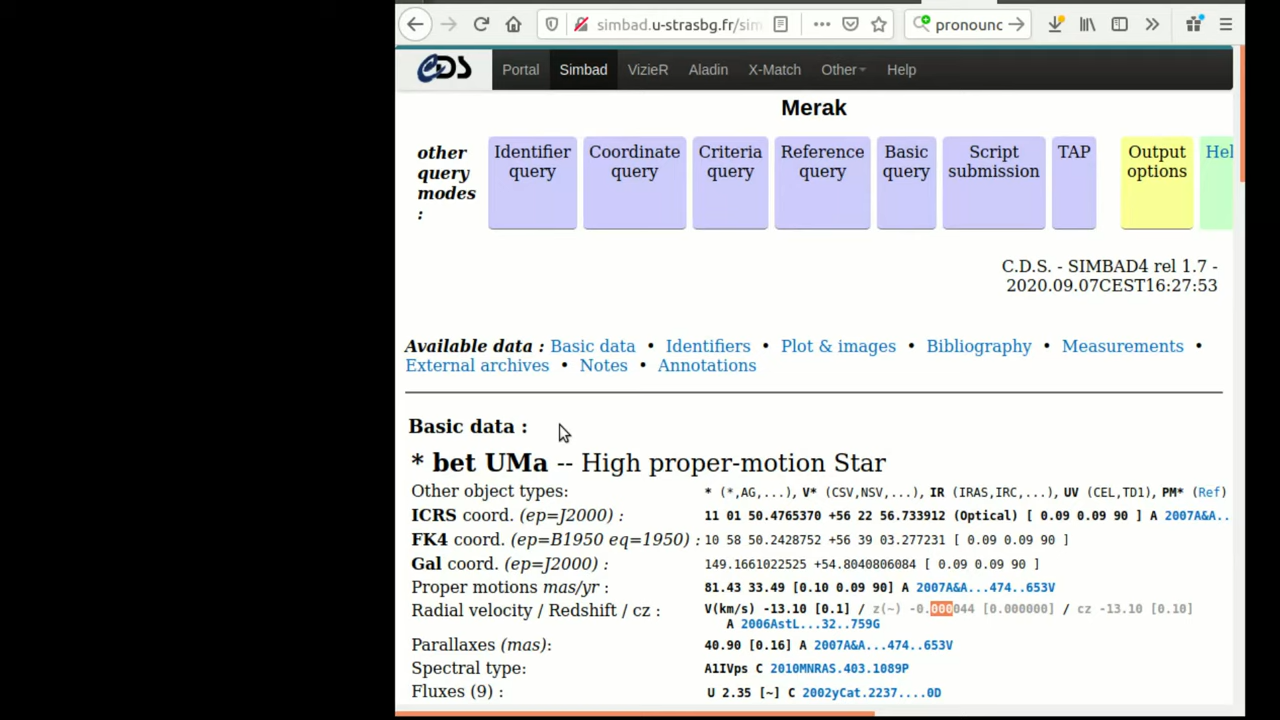 simbad.u-strasbg.fr/sim
pronounc
CDS Portal Simbad VizieR Aladin X-Match Other Help
Merak
other query modes :
Identifier query
Coordinate query
Criteria query
Reference query
Basic query
Script submission
TAP
Output options
Hel
C.D.S. - SIMBAD4 rel 1.7 -
2020.09.07CEST16:27:53
Available data : Basic data • Identifiers • Plot & images • Bibliography • Measurements •
External archives • Notes • Annotations
Basic data :
* bet UMa -- High proper-motion Star
Other object types: * (*,AG,...), V* (CSV,NSV,...), IR (IRAS,IRC,...), UV (CEL,TD1), PM* (Ref)
ICRS coord. (ep=J2000) : 11 01 50.4765370 +56 22 56.733912 (Optical) [ 0.09 0.09 90 ] A 2007A&A..
FK4 coord. (ep=B1950 eq=1950) : 10 58 50.2428752 +56 39 03.277231 [ 0.09 0.09 90 ]
Gal coord. (ep=J2000) : 149.1661022525 +54.8040806084 [ 0.09 0.09 90 ]
Proper motions mas/yr : 81.43 33.49 [0.10 0.09 90] A 2007A&A...474..653V
Radial velocity / Redshift / cz : V(km/s) -13.10 [0.1] / z(~) -0.000044 [0.000000] / cz -13.10 [0.10]
A 2006AstL...32..759G
Parallaxes (mas): 40.90 [0.16] A 2007A&A...474..653V
Spectral type: A1IVps C 2010MNRAS.403.1089P
Fluxes (9) : U 2.35 [~] C 2002yCat.2237....0D